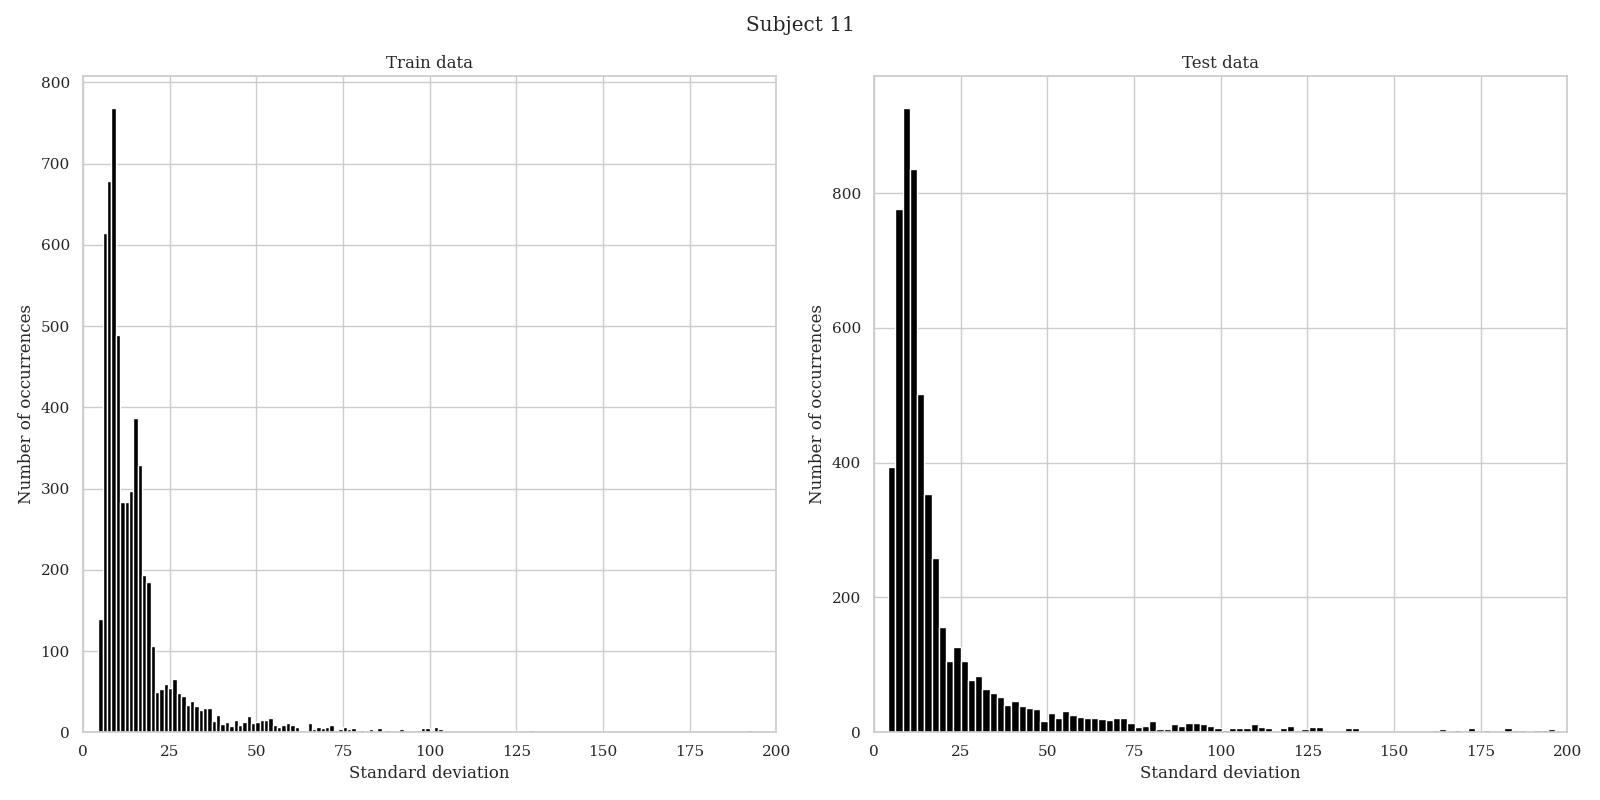 Subject 11
Train data
800
700
600
500
400
300
200
100
0
Number of occurrences
0 25 50 75 100 125 150 175 200
Standard deviation
Test data
800
600
400
200
0
Number of occurrences
0 25 50 75 100 125 150 175 200
Standard deviation